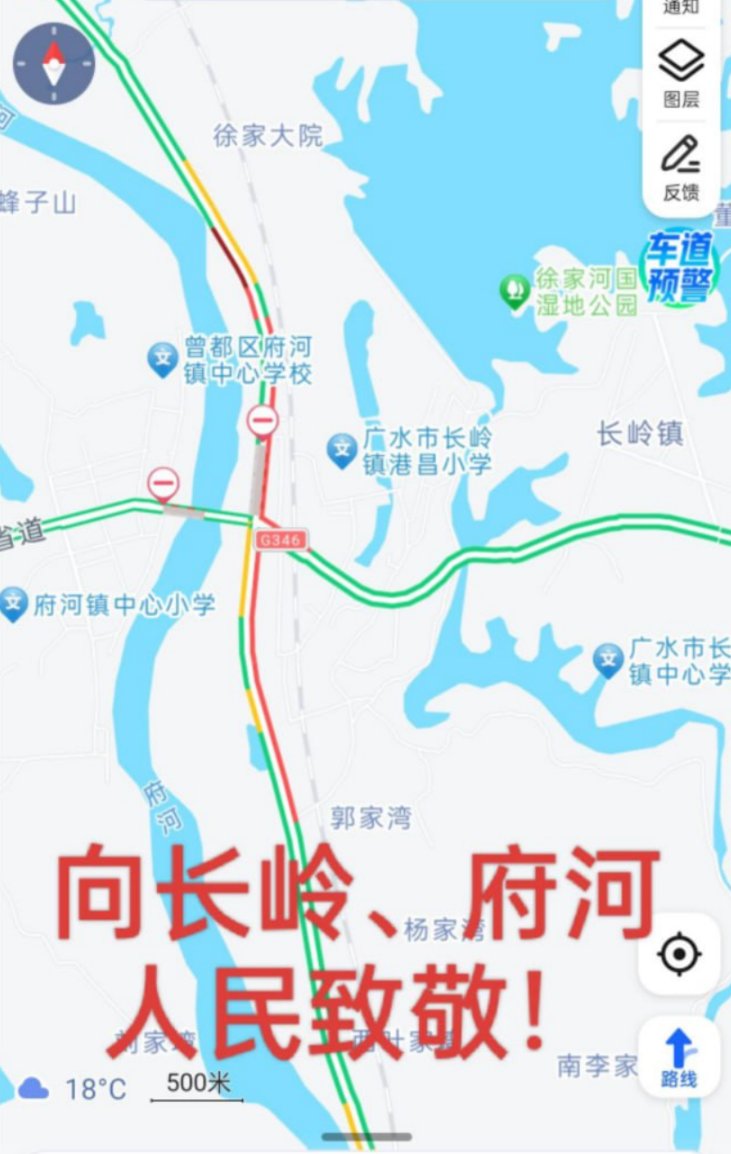 通知
图层
反馈
徐家大院
蜂子山
河
董
车道
预警
徐家河国
湿地公园
曾都区府河
镇中心学校
长岭镇
广水市长岭
镇港昌小学
省道
G346
府河镇中心小学
广水市长
镇中心学
府河
郭家湾
向长岭、府河
杨家湾
人民致敬!
南李家
路线
18°C
500米